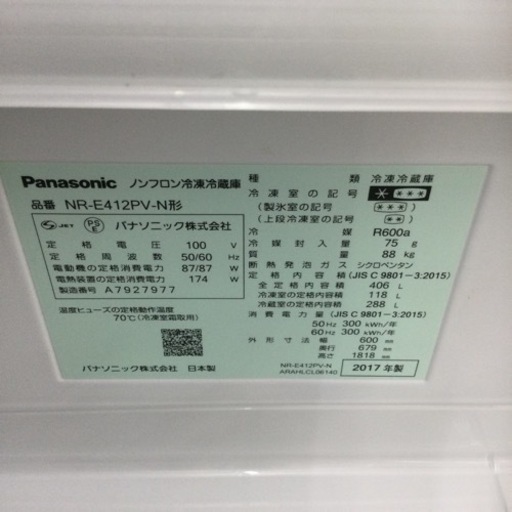 Panasonic ノンフロン冷凍冷蔵庫
品番 NR-E412PV-N形
JET PSE パナソニック株式会社
定格電圧 100 V
定格周波数 50/60 Hz
電動機の定格消費電力 87/87 W
電熱装置の定格消費電力 174 W
製造番号 A7927977
温度ヒューズの定格動作温度
70℃(冷凍室霜取用)
パナソニック株式会社 日本製
種類 冷凍冷蔵庫
冷凍室の記号 * ***
(製氷室の記号) **
(上段冷凍室の記号) **
冷媒 R600a
冷媒封入量 75 g
質量 88 kg
断熱発泡ガス シクロペンタン
定格内容積 (JIS C 9801-3:2015)
全定格内容積 406 L
冷凍室の定格内容積 118 L
冷蔵室の定格内容積 288 L
消費電力量 (JIS C 9801-3:2015)
50Hz 300 kWh/年
60Hz 300 kWh/年
外形寸法 幅 600 mm
奥行 679 mm
高さ 1818 mm
NR-E412PV-N
ARAHLCL06140
2017年製